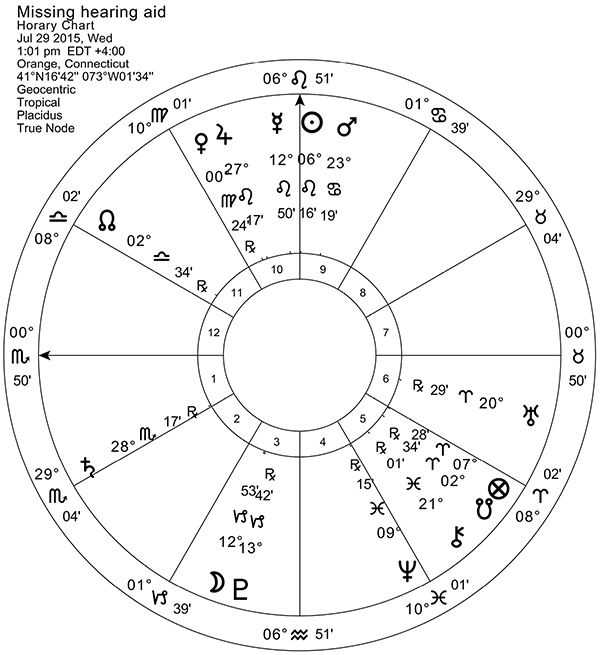 Missing hearing aid
Horary Chart
Jul 29 2015, Wed
1:01 pm EDT +4:00
Orange, Connecticut
41°N16'42" 073°W01'34"
Geocentric
Tropical
Placidus
True Node
06° ♌ 51'
10° ♍ 01'
01° ♋ 39'
♀ 00° ♍ 24' ℞
♃ 27° ♌ 17'
☿ 12° ♌ 50'
☉ 06° ♌ 16'
♂ 23° ♋ 19'
08° ♎ 02'
29° ♉ 04'
☊ 02° ♎ 34' ℞
11
10
9
8
12
7
00° ♏ 50'
00° ♉ 50'
1
6
2
5
3
4
℞ 29' ♈ 20° ♅
♄ 28° ♏ 17' ℞
29° ♏ 04'
08° ♈ 02'
28' ♈ 07° ⊗
℞ 34' ♈ 02° ☋
℞ 01' ♓ 21° ⚷
℞ 15' ♓ 09° ♆
☽ 12° ♑ 53'
♇ 13° ♑ 42' ℞
01° ♑ 39'
10° ♓ 01'
06° ♒ 51'